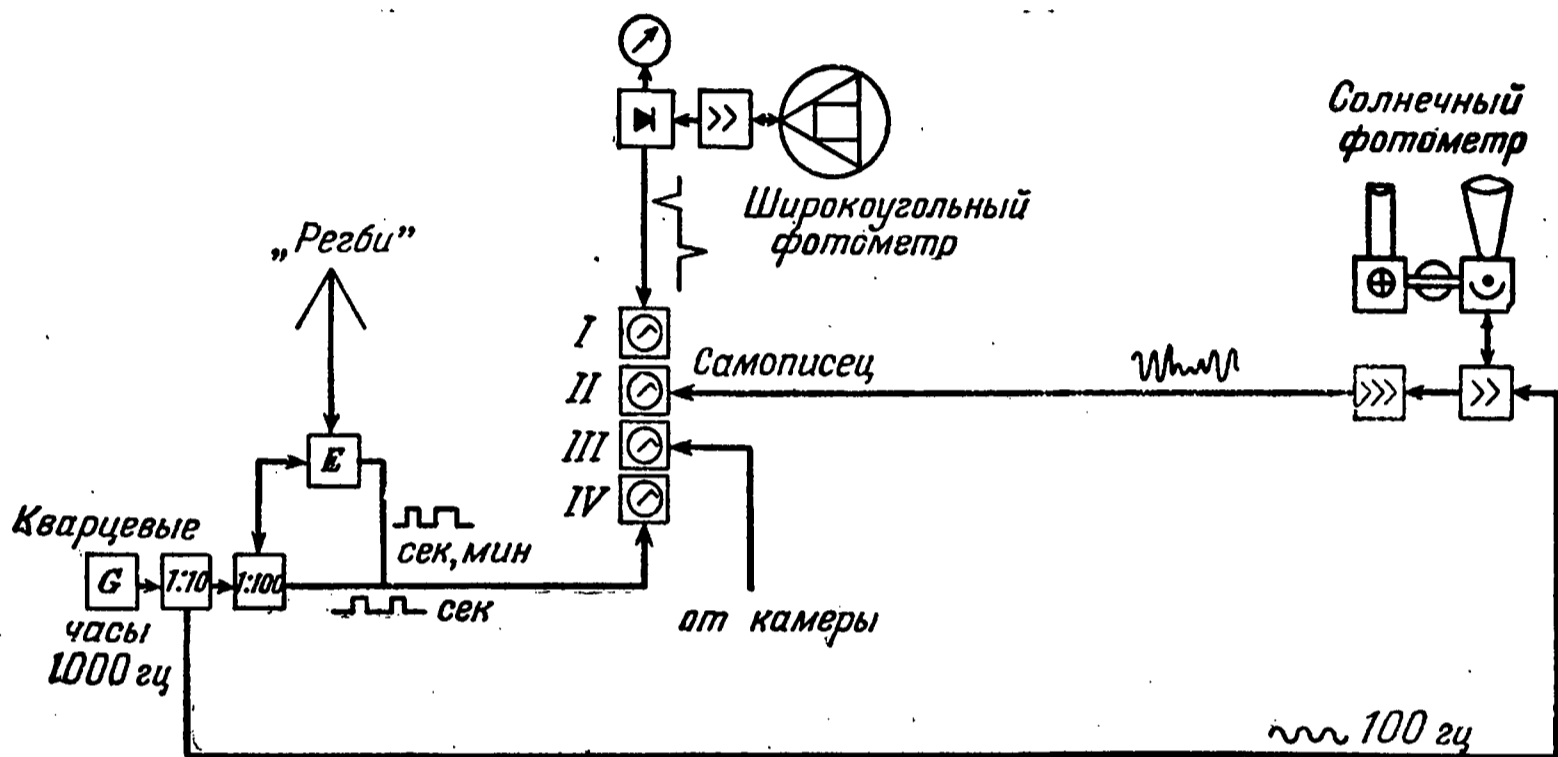 Солнечный
фотометр
Широкоугольный
фотометр
„Регби”
I
Самописец
II
III
E
IV
Кварцевые
сек, мин
G
1:10
1:100
сек
часы
1000 гц
от камеры
100 гц